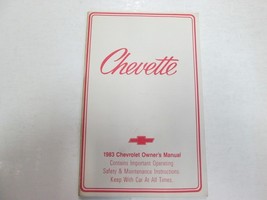 Chevette
1983 Chevrolet Owner's Manual
Contains Important Operating
Safety & Maintenance Instructions
Keep With Car At All Times